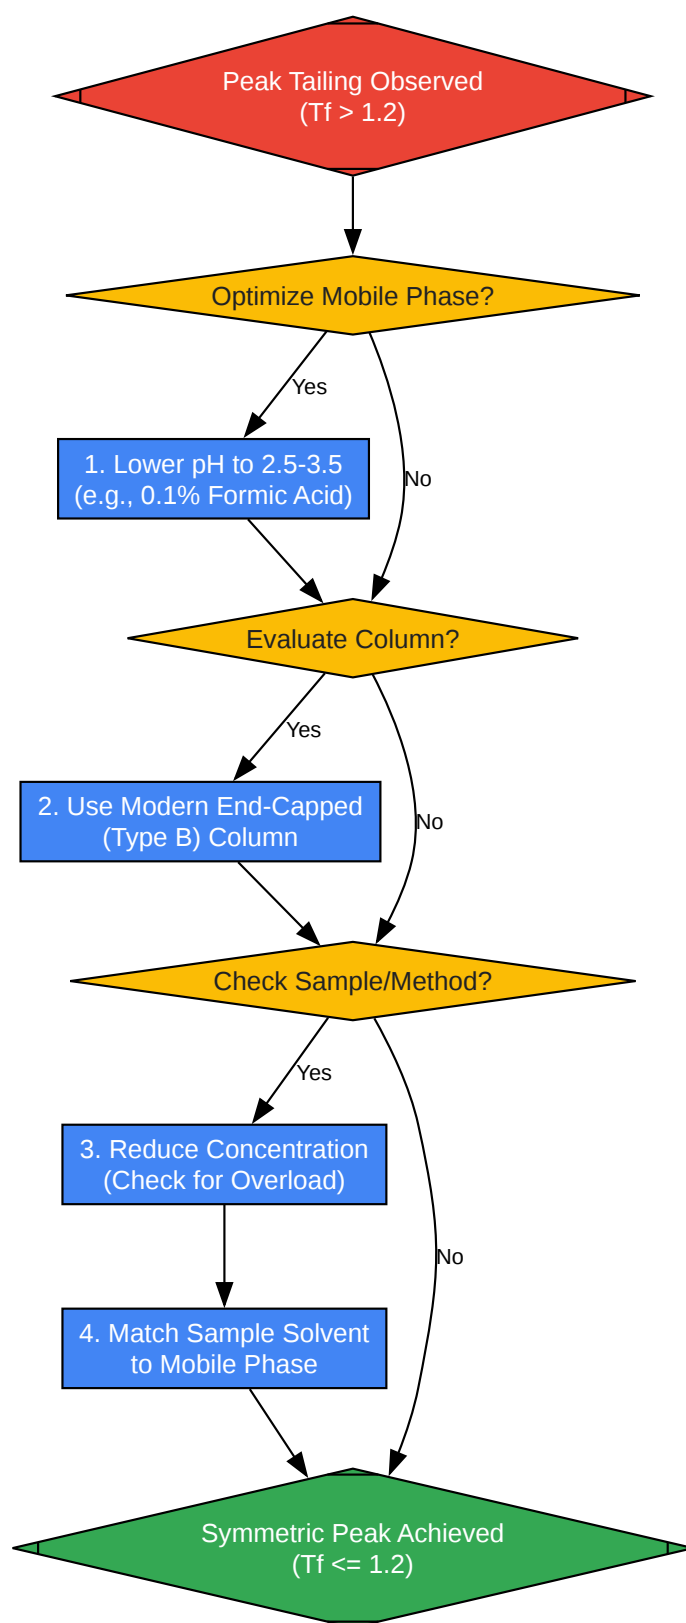 Peak Tailing Observed
(Tf > 1.2)
Optimize Mobile Phase?
Yes
1. Lower pH to 2.5-3.5
(e.g., 0.1% Formic Acid)
No
Evaluate Column?
Yes
2. Use Modern End-Capped
(Type B) Column
No
Check Sample/Method?
Yes
3. Reduce Concentration
(Check for Overload)
No
4. Match Sample Solvent
to Mobile Phase
Symmetric Peak Achieved
(Tf <= 1.2)